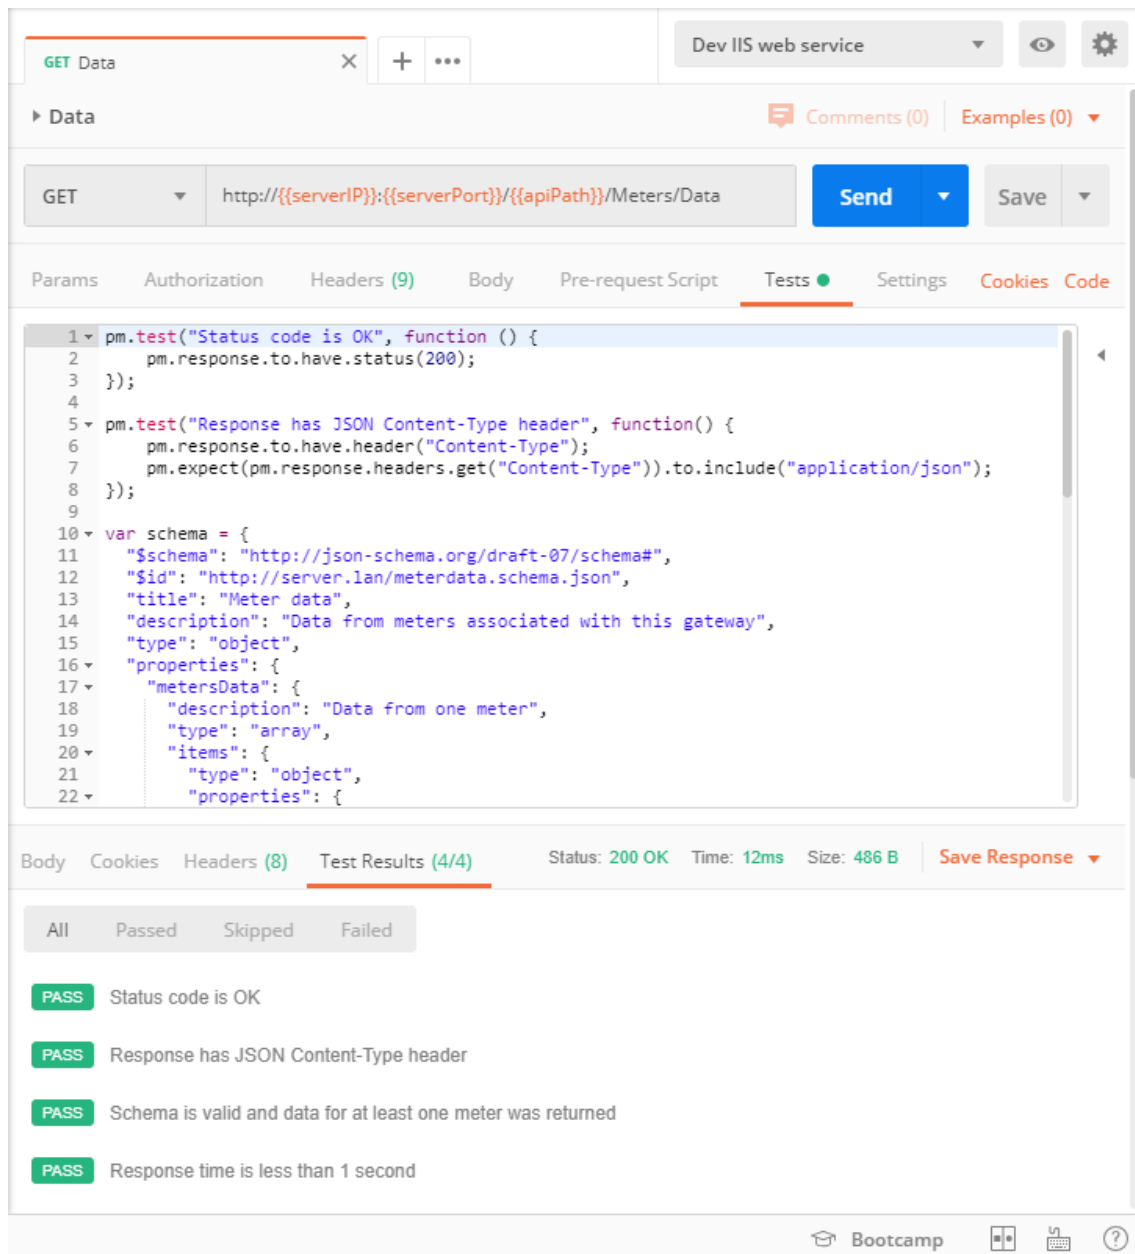 GET Data
Dev IIS web service
Data
Comments (0)
Examples (0)
GET
http://{{serverIP}}:{{serverPort}}/{{apiPath}}/Meters/Data
Send
Save
Params Authorization Headers (9) Body Pre-request Script Tests Settings Cookies Code
1 pm.test("Status code is OK", function () {
2 pm.response.to.have.status(200);
3 });
4
5 pm.test("Response has JSON Content-Type header", function() {
6 pm.response.to.have.header("Content-Type");
7 pm.expect(pm.response.headers.get("Content-Type")).to.include("application/json");
8 });
9
10 var schema = {
11 "$schema": "http://json-schema.org/draft-07/schema#",
12 "$id": "http://server.lan/meterdata.schema.json",
13 "title": "Meter data",
14 "description": "Data from meters associated with this gateway",
15 "type": "object",
16 "properties": {
17 "metersData": {
18 "description": "Data from one meter",
19 "type": "array",
20 "items": {
21 "type": "object",
22 "properties": {
Body Cookies Headers (8) Test Results (4/4) Status: 200 OK Time: 12ms Size: 486 B Save Response
All Passed Skipped Failed
PASS Status code is OK
PASS Response has JSON Content-Type header
PASS Schema is valid and data for at least one meter was returned
PASS Response time is less than 1 second
Bootcamp